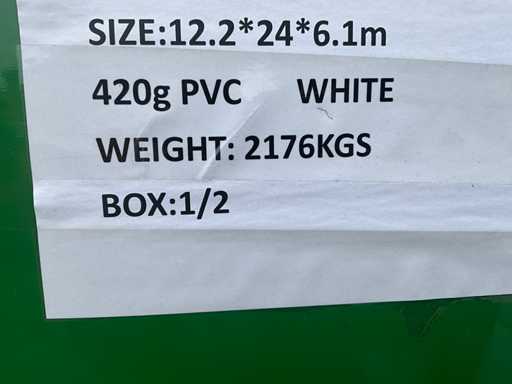 SIZE:12.2*24*6.1m
420g PVC WHITE
WEIGHT: 2176KGS
BOX:1/2